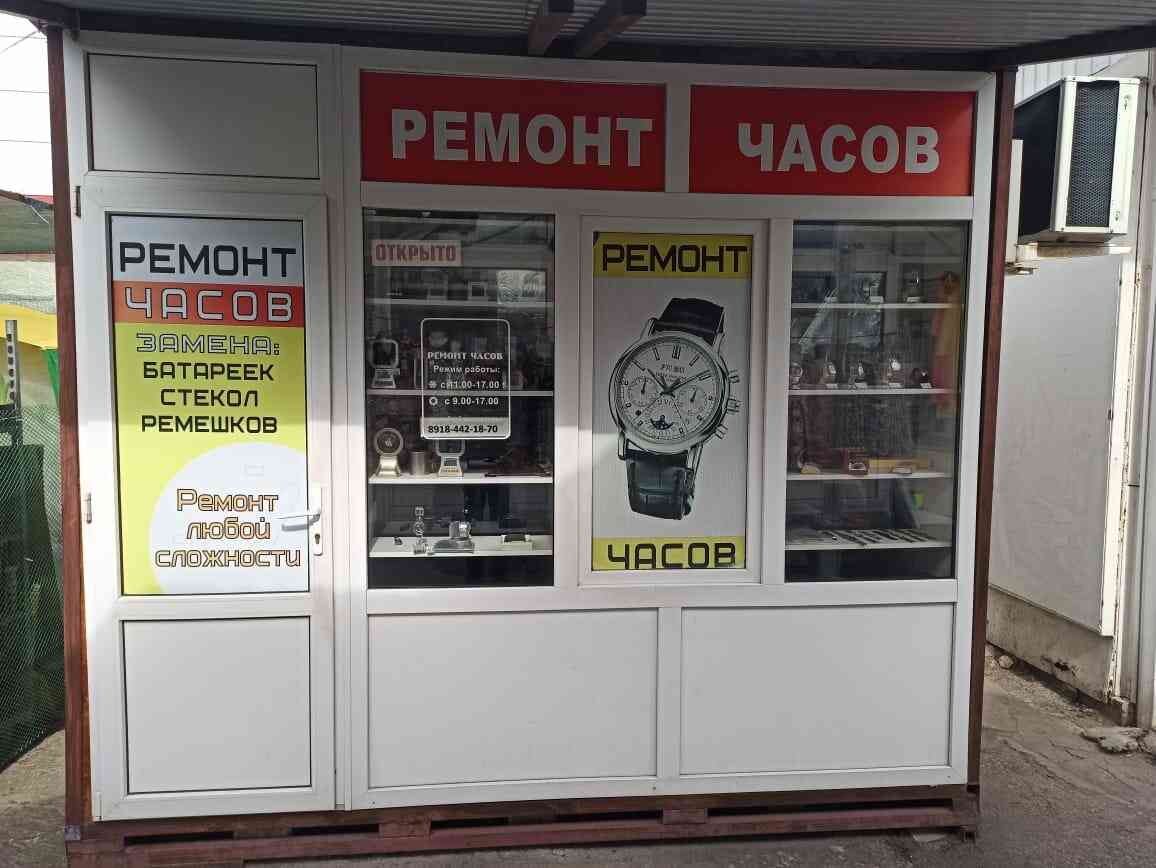 РЕМОНТ ЧАСОВ
РЕМОНТ
ЧАСОВ
ЗАМЕНА:
БАТАРЕЕК
СТЕКОЛ
РЕМЕШКОВ
Ремонт
любой
сложности
ОТКРЫТО
РЕМОНТ ЧАСОВ
Режим работы:
с 9.00-17.00
8918-442-18-70
РЕМОНТ
ЧАСОВ